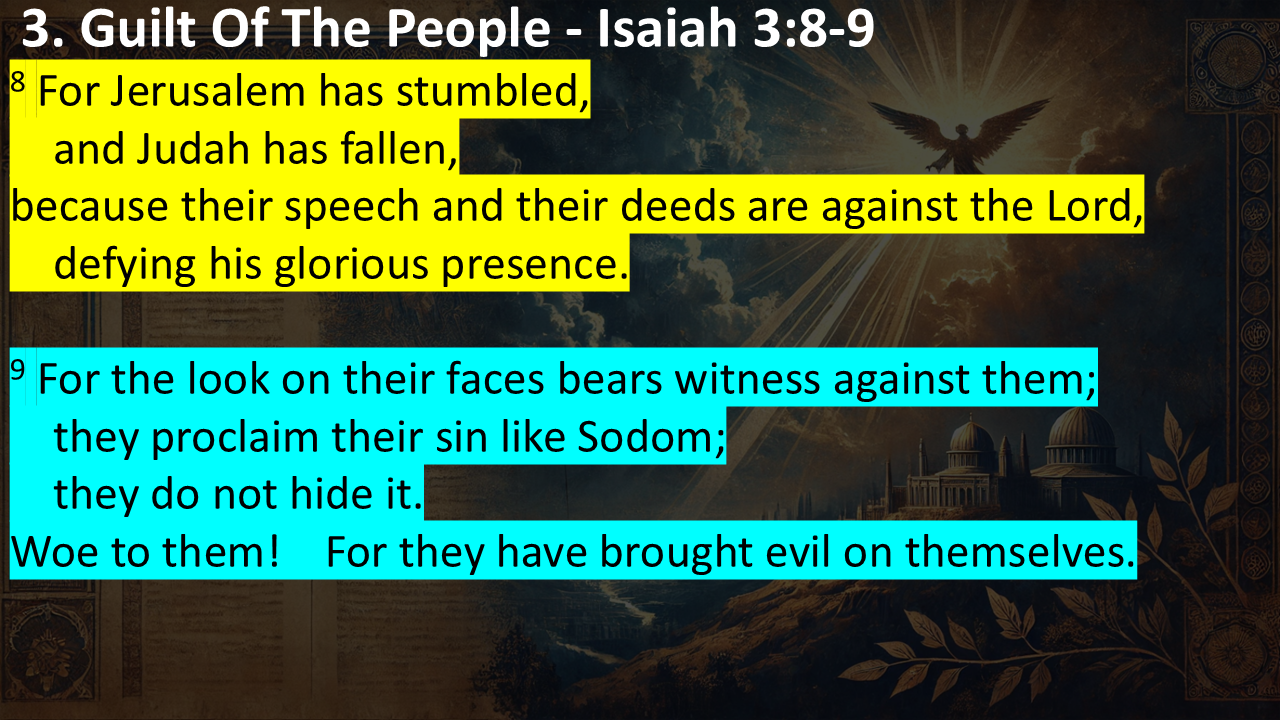 3. Guilt Of The People - Isaiah 3:8-9
8 For Jerusalem has stumbled,
and Judah has fallen,
because their speech and their deeds are against the Lord,
defying his glorious presence.
9 For the look on their faces bears witness against them;
they proclaim their sin like Sodom;
they do not hide it.
Woe to them! For they have brought evil on themselves.